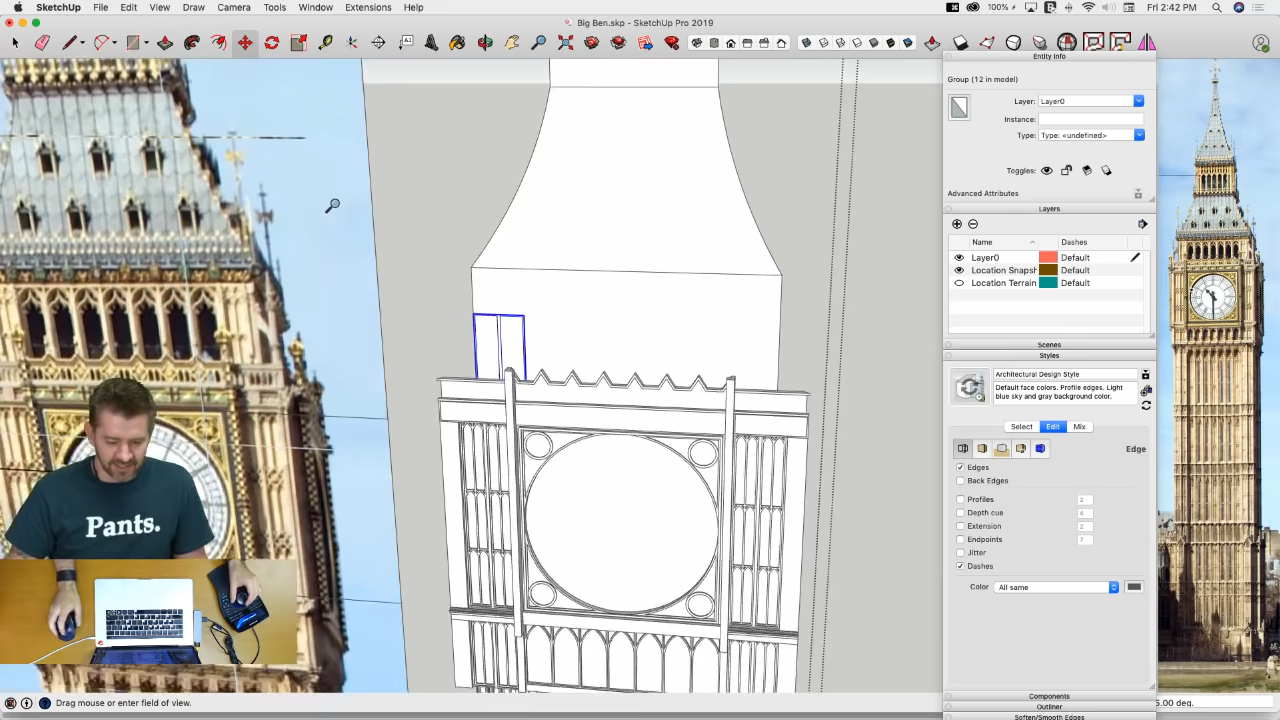 SketchUp File Edit View Draw Camera Tools Window Extensions Help
100% Fri 2:42 PM
Big Ben.skp - SketchUp Pro 2019
Entity Info
Group (12 in model)
Layer: Layer0
Instance:
Type: Type: <undefined>
Toggles:
Advanced Attributes
Layers
Name Dashes
Layer0 Default
Location Snapsh Default
Location Terrain Default
Scenes
Styles
Architectural Design Style
Default face colors. Profile edges. Light
blue sky and gray background color.
Select Edit Mix
Edge
Edges
Back Edges
Profiles 2
Depth cue 4
Extension 2
Endpoints 7
Jitter
Dashes
Color All same
Pants.
Components
Outliner
Soften/Smooth Edges
Drag mouse or enter field of view.
5.00 deg.